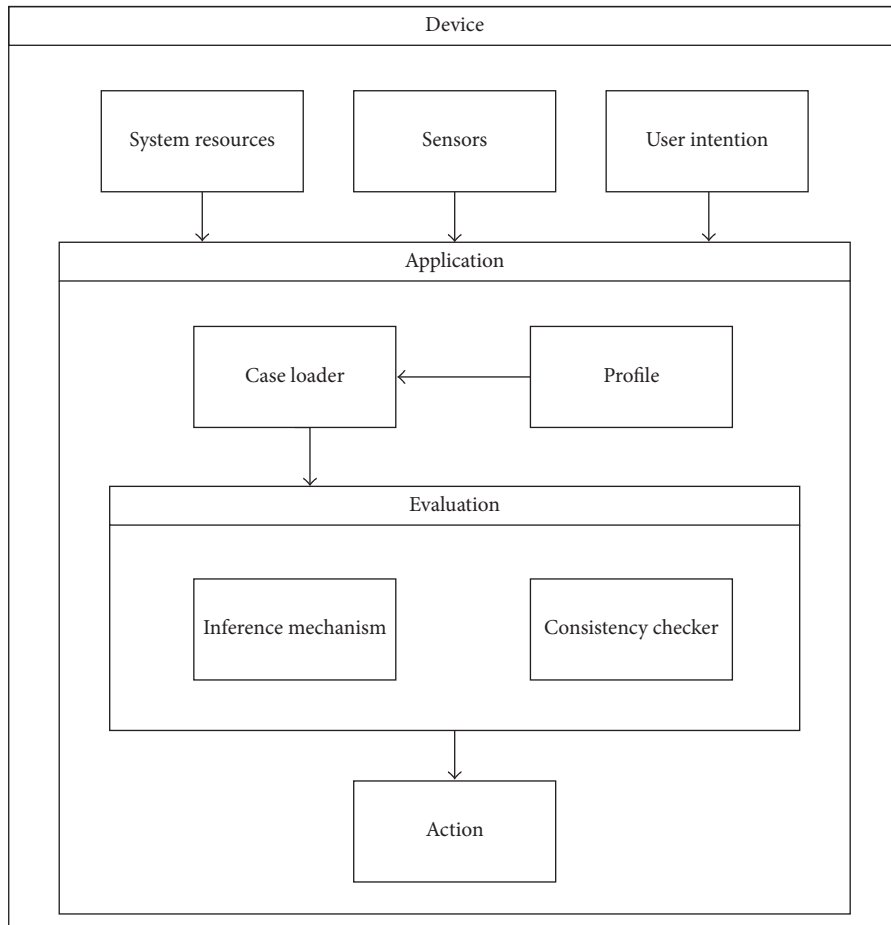 Device
System resources
Sensors
User intention
Application
Case loader
Profile
Evaluation
Inference mechanism
Consistency checker
Action